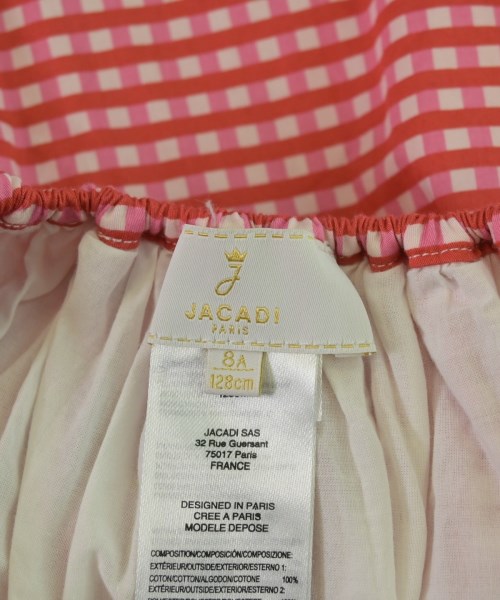 JACADI
PARIS
8A
128cm
JACADI SAS
32 Rue Guersant
75017 Paris
FRANCE
DESIGNED IN PARIS
CREE A PARIS
MODELE DEPOSE
COMPOSITION/COMPOSICIÓN/COMPOSIZIONE:
EXTÉRIEUR/OUTSIDE/EXTERIOR/ESTERNO 1:
COTON/COTTON/ALGODON/COTONE 100%
EXTÉRIEUR/OUTSIDE/EXTERIOR/ESTERNO 2: